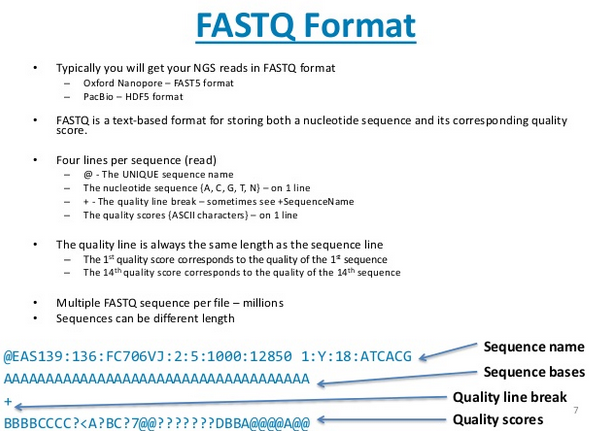 FASTQ Format
• Typically you will get your NGS reads in FASTQ format
– Oxford Nanopore – FAST5 format
– PacBio – HDF5 format
• FASTQ is a text-based format for storing both a nucleotide sequence and its corresponding quality
score.
• Four lines per sequence (read)
– @ - The UNIQUE sequence name
– The nucleotide sequence {A, C, G, T, N} – on 1 line
– + - The quality line break – sometimes see +SequenceName
– The quality scores {ASCII characters} – on 1 line
• The quality line is always the same length as the sequence line
– The 1st quality score corresponds to the quality of the 1st sequence
– The 14th quality score corresponds to the quality of the 14th sequence
• Multiple FASTQ sequence per file – millions
• Sequences can be different length
@EAS139:136:FC706VJ:2:5:1000:12850 1:Y:18:ATCACG
Sequence name
AAAAAAAAAAAAAAAAAAAAAAAAAAAAAAAAAAA
Sequence bases
+
Quality line break
BBBBCCCC?<A?BC?7@@???????DBBA@@@@A@@
Quality scores
7